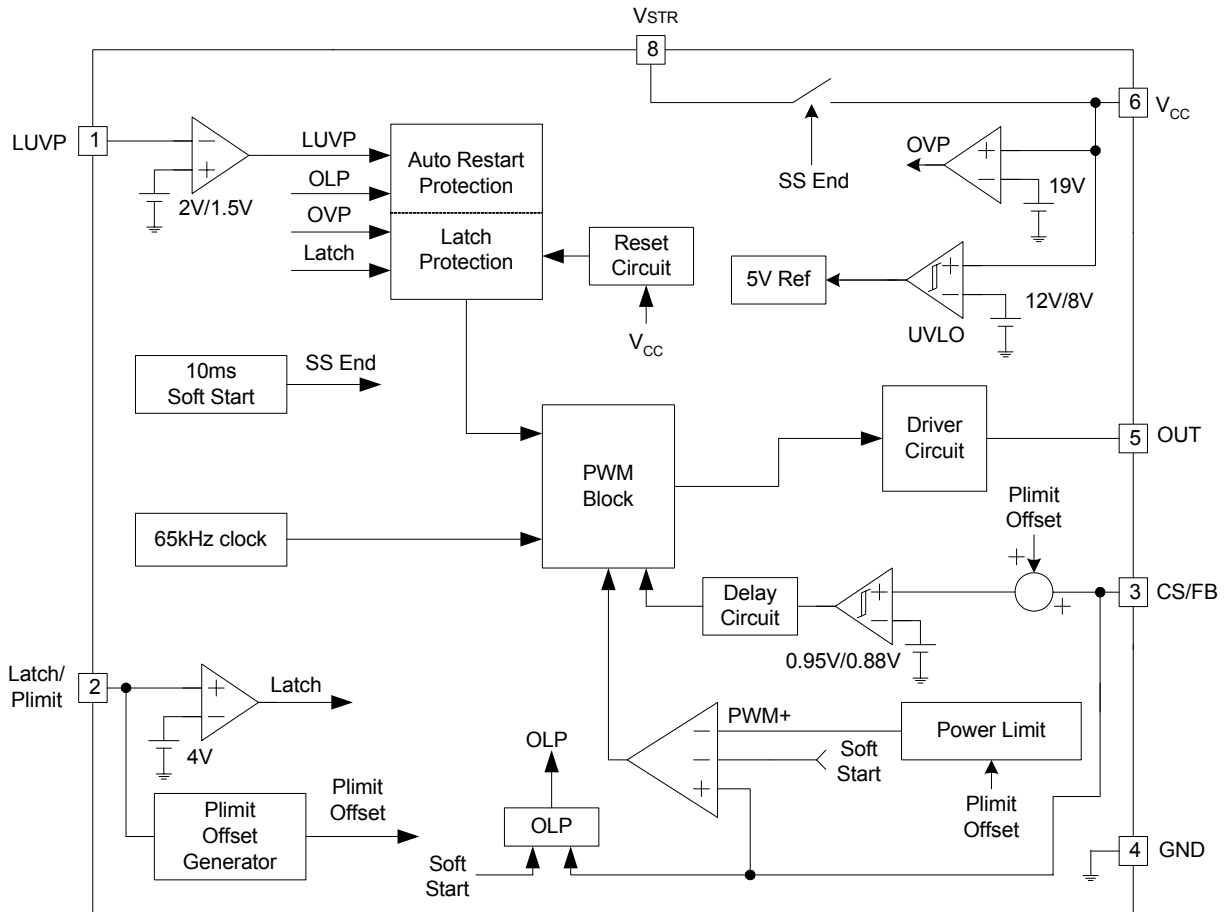 VSTR
8
6
VCC
LUVP
1
−
+
2V/1.5V
LUVP
OLP
OVP
Latch
Auto Restart
Protection
Latch
Protection
Reset
Circuit
VCC
SS End
OVP
+
−
19V
5V Ref
+
−
UVLO
12V/8V
10ms
Soft Start
SS End
PWM
Block
Driver
Circuit
5
OUT
65kHz clock
Plimit
Offset
+
+
3
CS/FB
Delay
Circuit
+
−
0.95V/0.88V
Latch/
Plimit
2
+
−
4V
Latch
Plimit
Offset
Generator
Plimit
Offset
OLP
OLP
Soft
Start
−
−
+
PWM+
Soft
Start
Power Limit
Plimit
Offset
4
GND